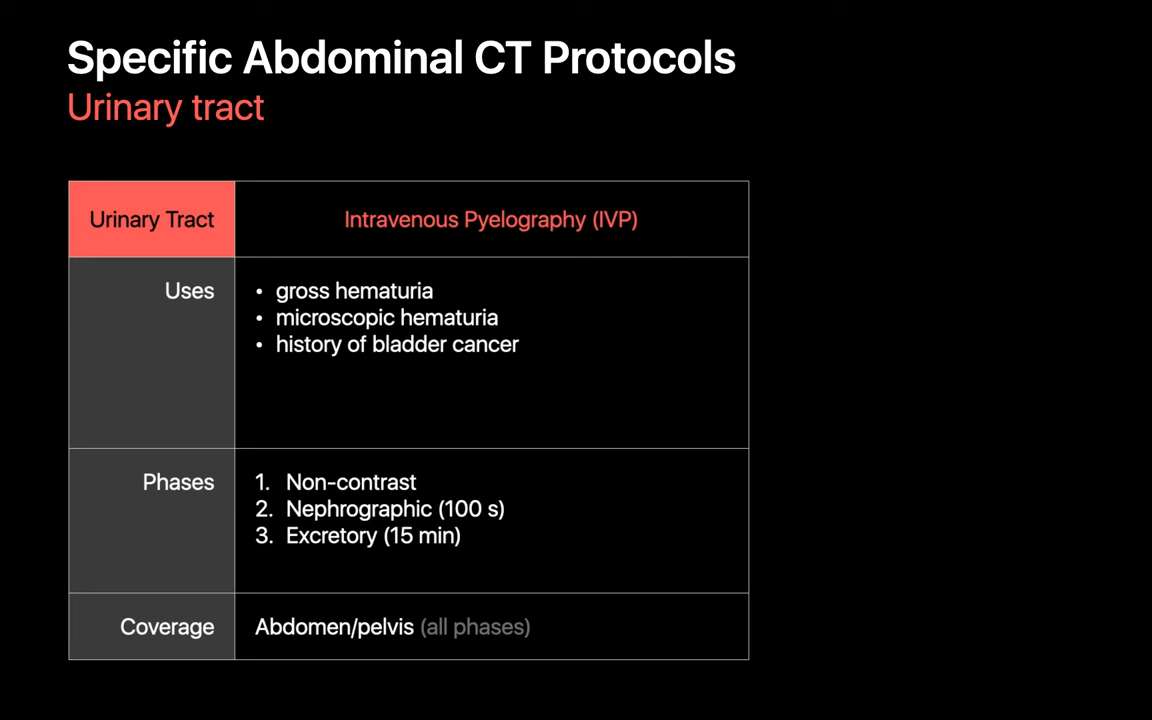 Specific Abdominal CT Protocols
Urinary tract
Urinary Tract
Intravenous Pyelography (IVP)
Uses
• gross hematuria
• microscopic hematuria
• history of bladder cancer
Phases
1. Non-contrast
2. Nephrographic (100 s)
3. Excretory (15 min)
Coverage
Abdomen/pelvis (all phases)